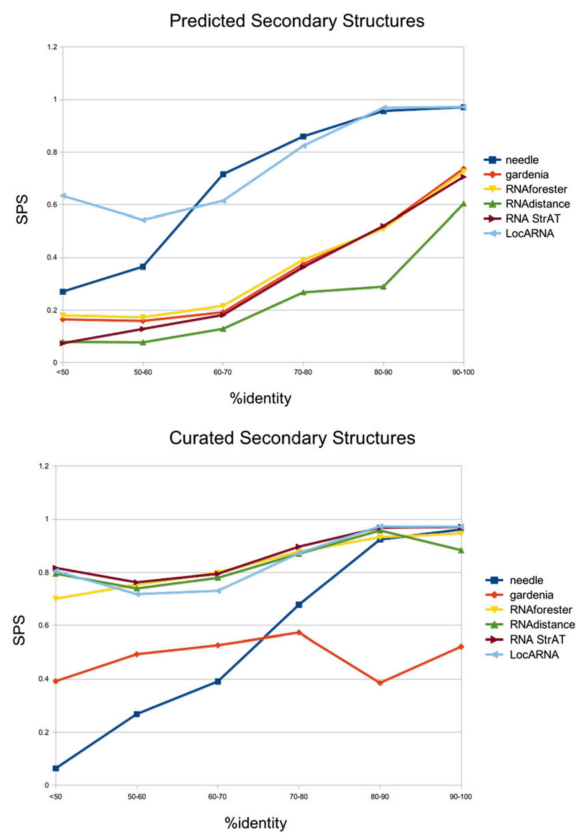 Predicted Secondary Structures
1.2
1
0.8
0.6
0.4
0.2
0
SPS
<50 50-60 60-70 70-80 80-90 90-100
%identity
needle
gardenia
RNAforester
RNAdistance
RNA StrAT
LocARNA
Curated Secondary Structures
1.2
1
0.8
0.6
0.4
0.2
0
SPS
<50 50-60 60-70 70-80 80-90 90-100
%identity
needle
gardenia
RNAforester
RNAdistance
RNA StrAT
LocARNA